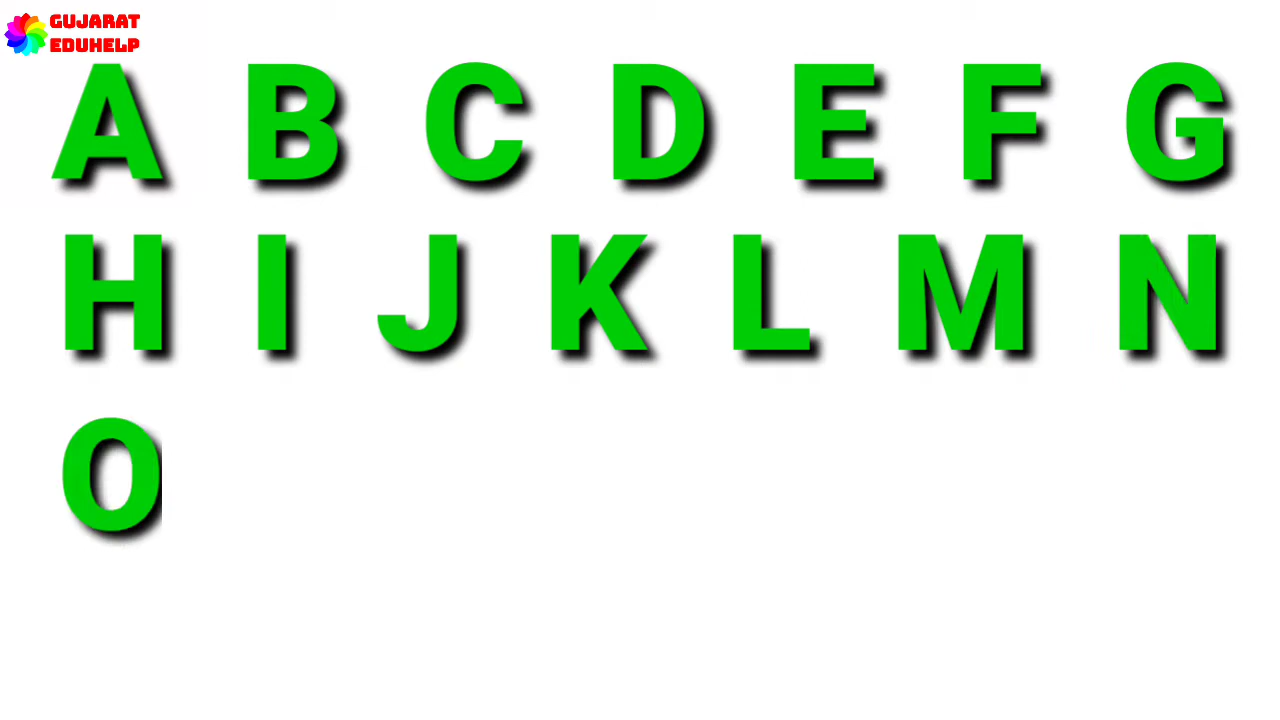 GUJARAT
EDUHELP
A B C D E F G
H I J K L M N
O